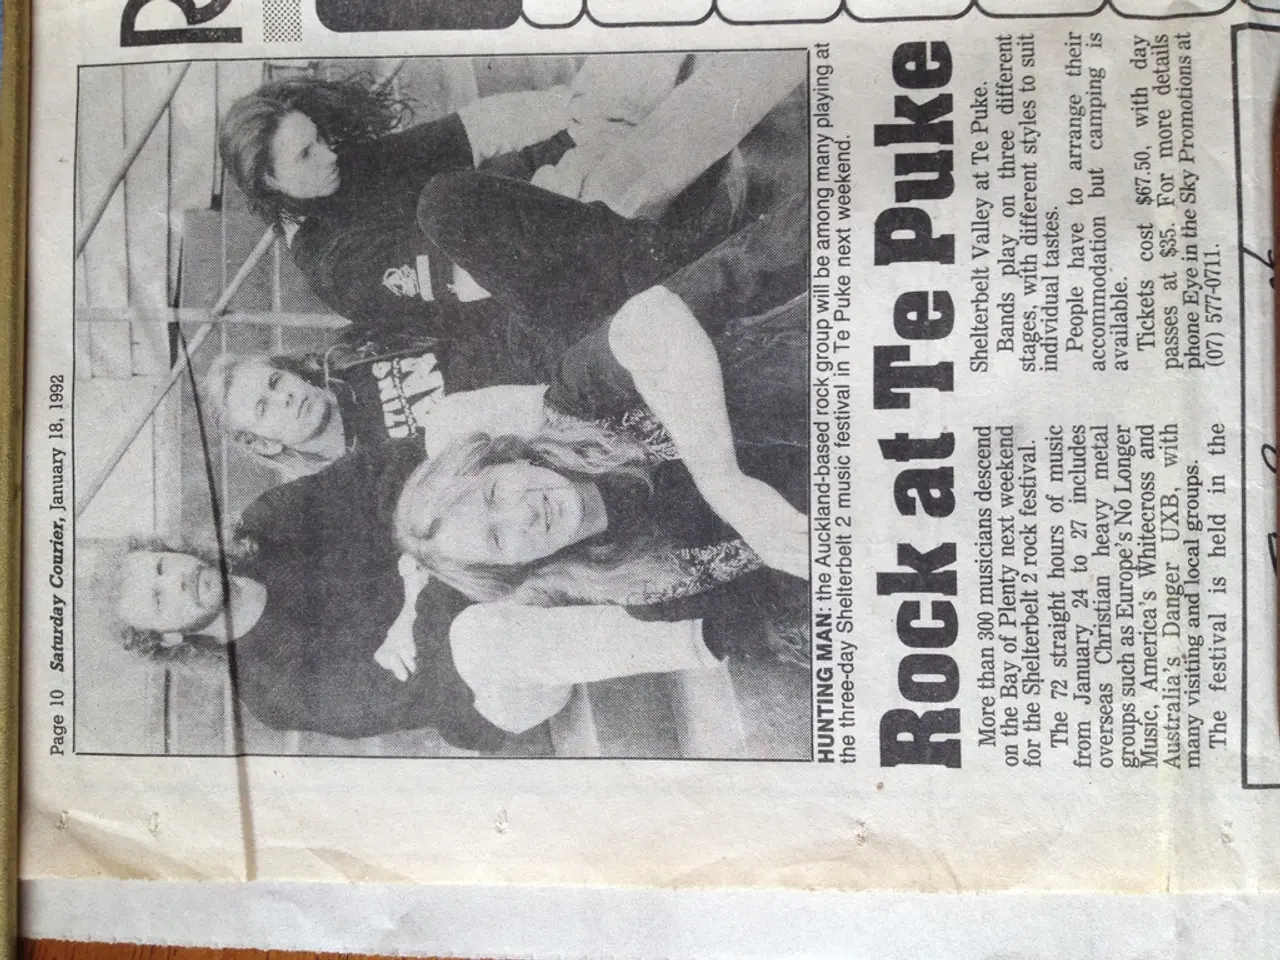 Page 10 Saturday Courier, January 18, 1992
HUNTING MAN: the Auckland-based rock group will be among many playing at
the three-day Shelterbelt 2 music festival in Te Puke next weekend.
Rock at Te Puke
More than 300 musicians descend
on the Bay of Plenty next weekend
for the Shelterbelt 2 rock festival.
The 72 straight hours of music
from January 24 to 27 includes
overseas Christian heavy metal
groups such as Europe's No Longer
Music, America's Whitecross and
Australia's Danger UXB, with
many visiting and local groups.
The festival is held in the
Shelterbelt Valley at Te Puke.
Bands play on three different
stages, with different styles to suit
individual tastes.
People have to arrange their
accommodation but camping is
available.
Tickets cost $67.50, with day
passes at $35. For more details
phone Eye in the Sky Promotions at
(07) 577-0711.